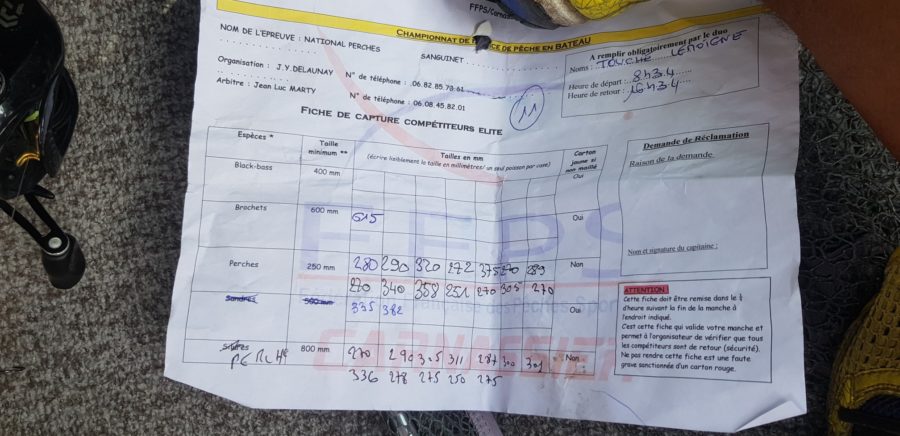 FFPS/Carnas
CHAMPIONNAT DE FRANCE DE PÊCHE EN BATEAU
NOM DE L'EPREUVE : NATIONAL PERCHES
SANGUINET
Organisation : J.Y.DELAUNAY
N° de téléphone : 06.82.85.73.61
Arbitre : Jean Luc MARTY
N° de téléphone : 06.08.45.82.01
11
A remplir obligatoirement par le duo
Noms : TOUCHE LEMOIGNE
Heure de départ : 8h34
Heure de retour : 16h34
FICHE DE CAPTURE COMPÉTITEURS ELITE
Espèces *
Taille minimum **
Tailles en mm
(écrire lisiblement la taille en millimètres/ un seul poisson par case)
Carton jaune si non maillé
Black-bass 400 mm Oui
Brochets 600 mm 615 Oui
Perches 250 mm 280 290 320 272 375 270 289 Non
270 340 358 251 270 305 270
Sandres 500 mm 335 382 Oui
Silures 800 mm 270 290 305 311 287 300 301 Non
PERCHE
336 278 275 250 275
Demande de Réclamation
Raison de la demande
Nom et signature du capitaine :
ATTENTION :
Cette fiche doit être remise dans le ¼
d'heure suivant la fin de la manche à
l'endroit indiqué.
C'est cette fiche qui valide votre manche et
permet à l'organisateur de vérifier que tous
les compétiteurs sont de retour (sécurité).
Ne pas rendre cette fiche est une faute
grave sanctionnée d'un carton rouge.
FFPS
CARNASSIER